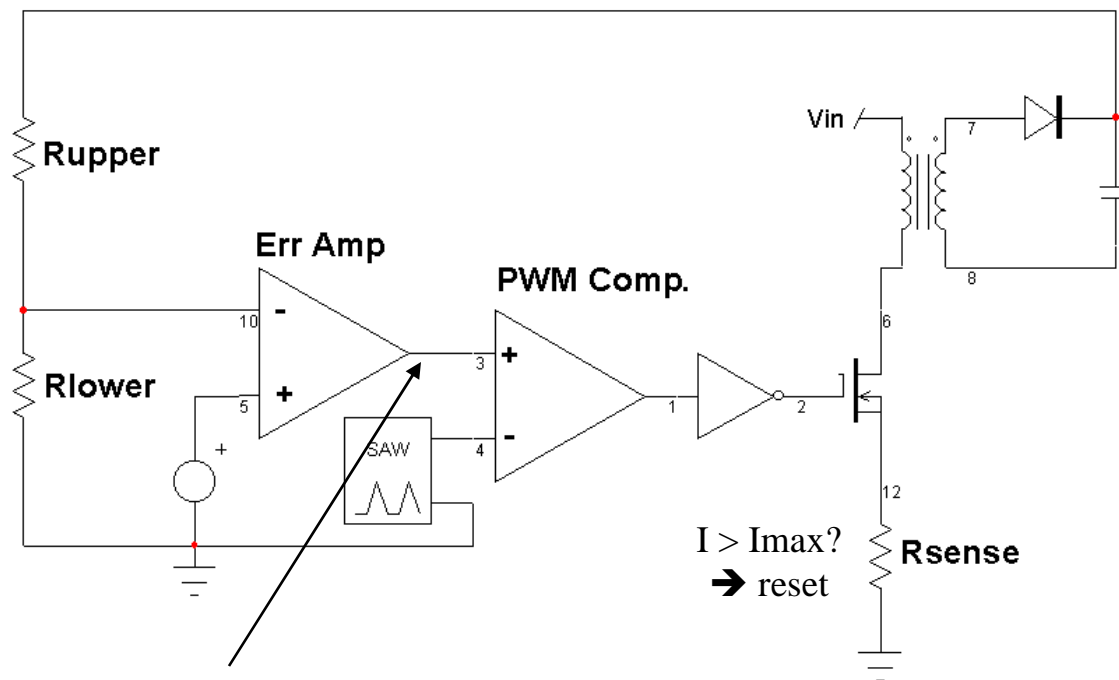 Vin
7
Rupper
Err Amp
PWM Comp.
8
10
-
6
3
+
Rlower
5
+
1
2
SAW
4
-
+
12
I > Imax?
➔ reset
Rsense